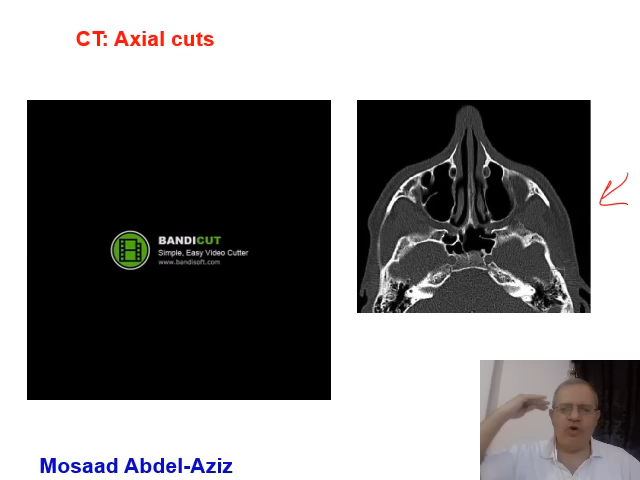 CT: Axial cuts
BANDICUT
Simple, Easy Video Cutter
www.bandisoft.com
Mosaad Abdel-Aziz